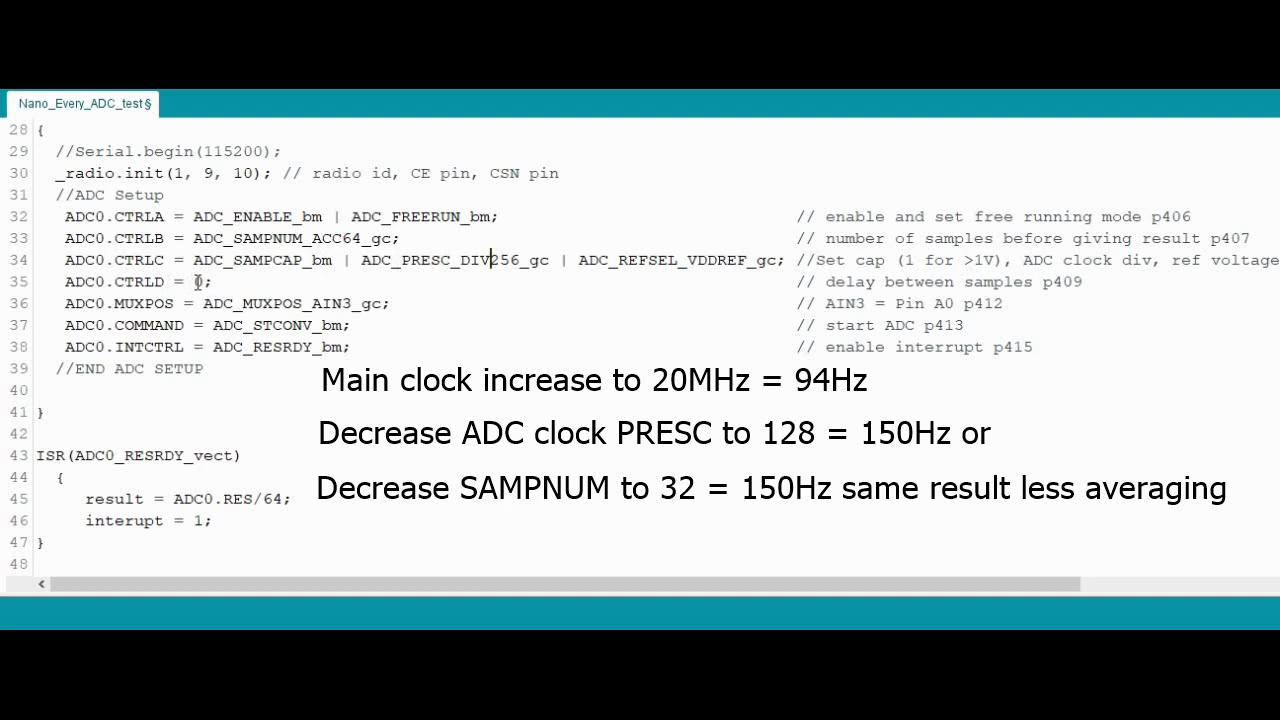 Nano_Every_ADC_test§
28 {
29 //Serial.begin(115200);
30 _radio.init(1, 9, 10); // radio id, CE pin, CSN pin
31 //ADC Setup
32 ADC0.CTRLA = ADC_ENABLE_bm | ADC_FREERUN_bm; // enable and set free running mode p406
33 ADC0.CTRLB = ADC_SAMPNUM_ACC64_gc; // number of samples before giving result p407
34 ADC0.CTRLC = ADC_SAMPCAP_bm | ADC_PRESC_DIV256_gc | ADC_REFSEL_VDDREF_gc; //Set cap (1 for >1V), ADC clock div, ref voltage
35 ADC0.CTRLD = 0; // delay between samples p409
36 ADC0.MUXPOS = ADC_MUXPOS_AIN3_gc; // AIN3 = Pin A0 p412
37 ADC0.COMMAND = ADC_STCONV_bm; // start ADC p413
38 ADC0.INTCTRL = ADC_RESRDY_bm; // enable interrupt p415
39 //END ADC SETUP
Main clock increase to 20MHz = 94Hz
40
41 }
Decrease ADC clock PRESC to 128 = 150Hz or
42
43 ISR(ADC0_RESRDY_vect)
44 {
Decrease SAMPNUM to 32 = 150Hz same result less averaging
45 result = ADC0.RES/64;
46 interupt = 1;
47 }
48